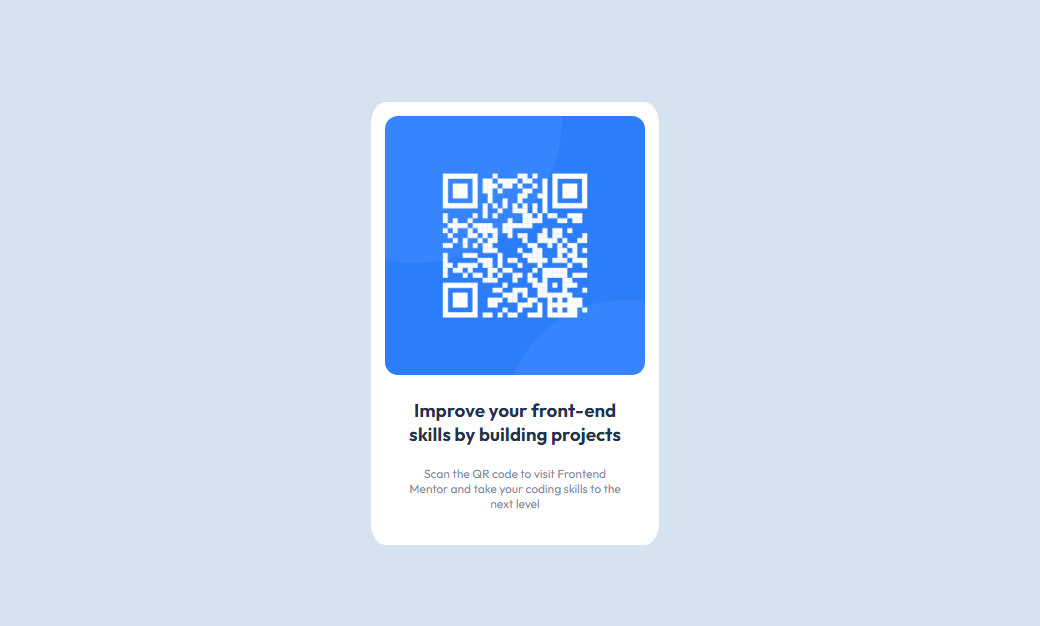 Improve your front-end
skills by building projects
Scan the QR code to visit Frontend
Mentor and take your coding skills to the
next level